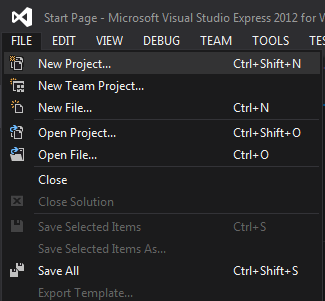 Start Page - Microsoft Visual Studio Express 2012 for W
FILE EDIT VIEW DEBUG TEAM TOOLS TES
New Project... Ctrl+Shift+N
New Team Project...
New File... Ctrl+N
Open Project... Ctrl+Shift+O
Open File... Ctrl+O
Close
Close Solution
Save Selected Items Ctrl+S
Save Selected Items As...
Save All Ctrl+Shift+S
Export Template...